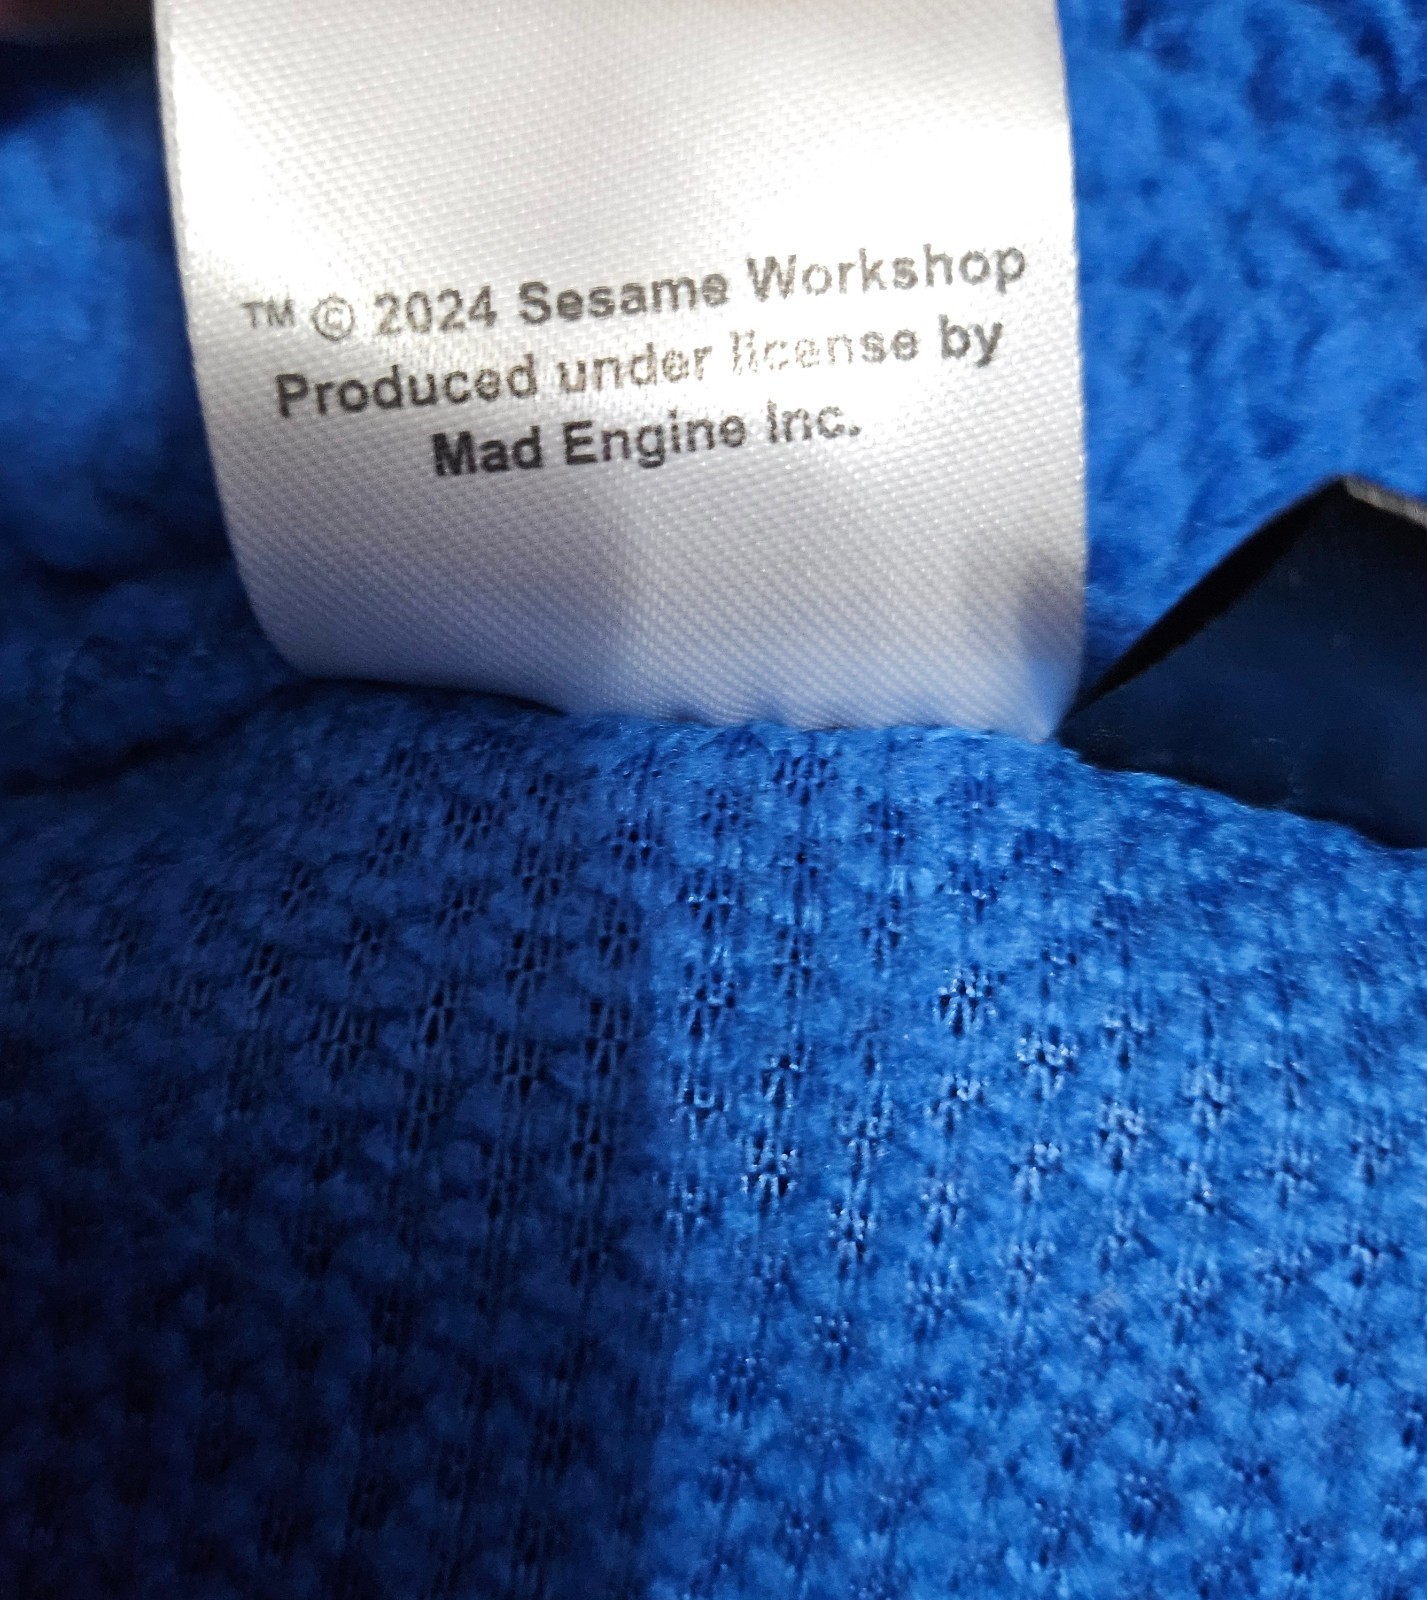 ™ © 2024 Sesame Workshop
Produced under license by
Mad Engine Inc.